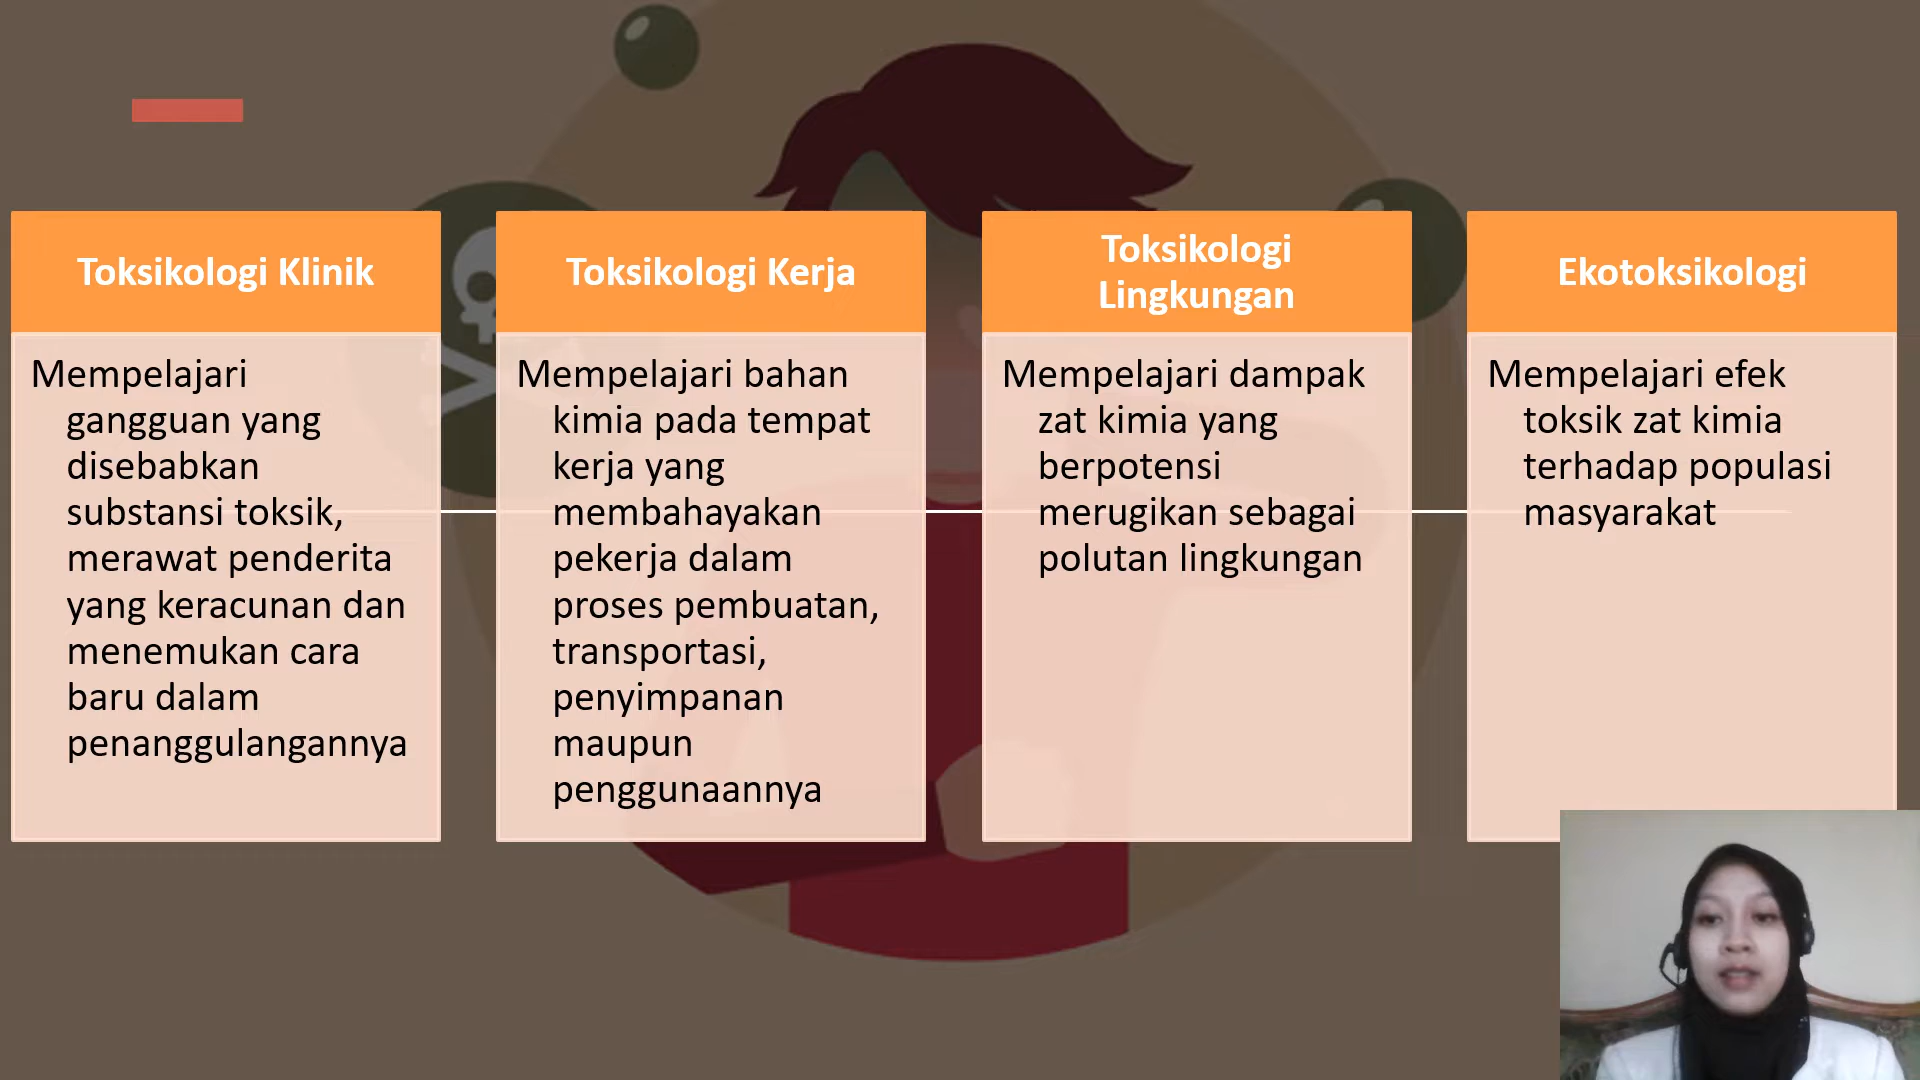 Toksikologi Klinik
Mempelajari
gangguan yang
disebabkan
substansi toksik,
merawat penderita
yang keracunan dan
menemukan cara
baru dalam
penanggulangannya
Toksikologi Kerja
Mempelajari bahan
kimia pada tempat
kerja yang
membahayakan
pekerja dalam
proses pembuatan,
transportasi,
penyimpanan
maupun
penggunaannya
Toksikologi
Lingkungan
Mempelajari dampak
zat kimia yang
berpotensi
merugikan sebagai
polutan lingkungan
Ekotoksikologi
Mempelajari efek
toksik zat kimia
terhadap populasi
masyarakat